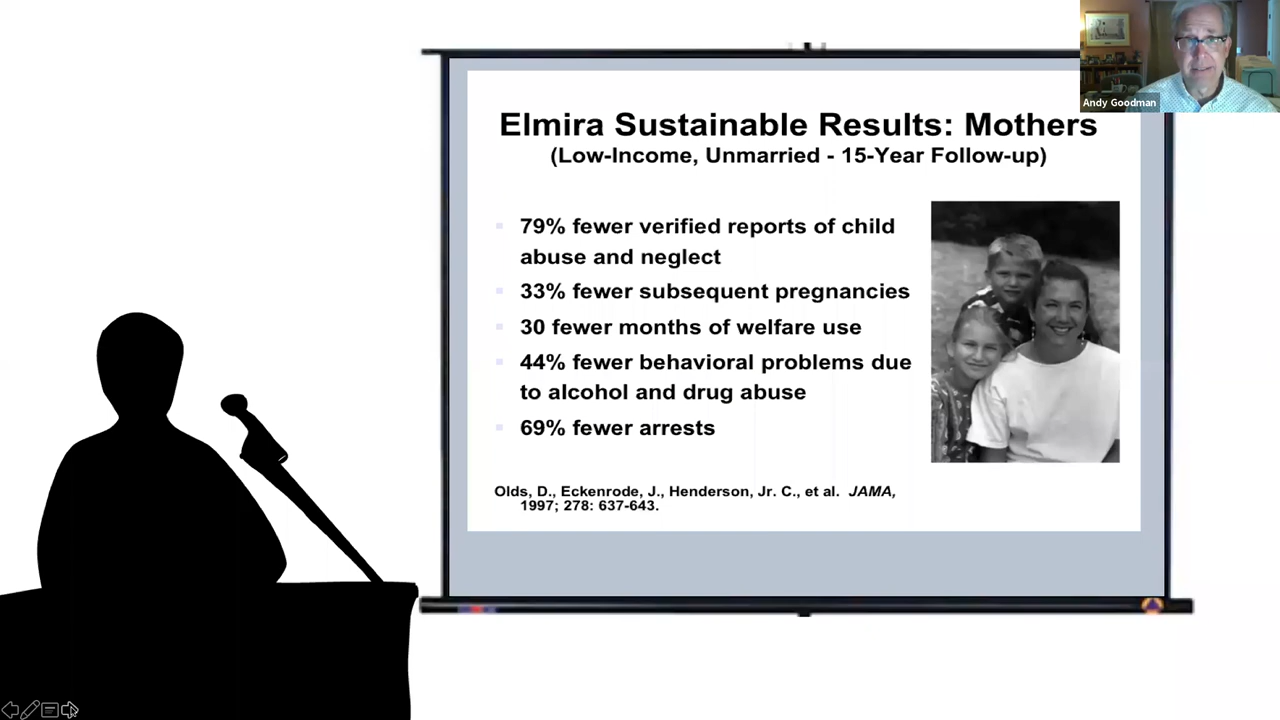 Andy Goodman
Elmira Sustainable Results: Mothers
(Low-Income, Unmarried - 15-Year Follow-up)
79% fewer verified reports of child
abuse and neglect
33% fewer subsequent pregnancies
30 fewer months of welfare use
44% fewer behavioral problems due
to alcohol and drug abuse
69% fewer arrests
Olds, D., Eckenrode, J., Henderson, Jr. C., et al. JAMA,
1997; 278: 637-643.